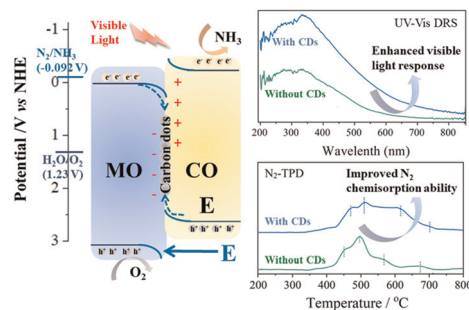 Potential /V vs NHE
-1
0
1
2
3
Visible
Light
NH₃
N₂/NH₃
(-0.092 V)
e⁻ e⁻ e⁻ e⁻
e⁻ e⁻ e⁻ e⁻
H₂O/O₂
(1.23 V)
MO
Carbon dots
CO
E
h⁺ h⁺ h⁺ h⁺
h⁺ h⁺ h⁺ h⁺
E
O₂
UV-Vis DRS
With CDs
Enhanced visible
light response
Without CDs
200 300 400 500 600 700 800
Wavelenth (nm)
N₂-TPD
Improved N₂
chemisorption ability
With CDs
Without CDs
200 300 400 500 600 700 800
Temperature / °C